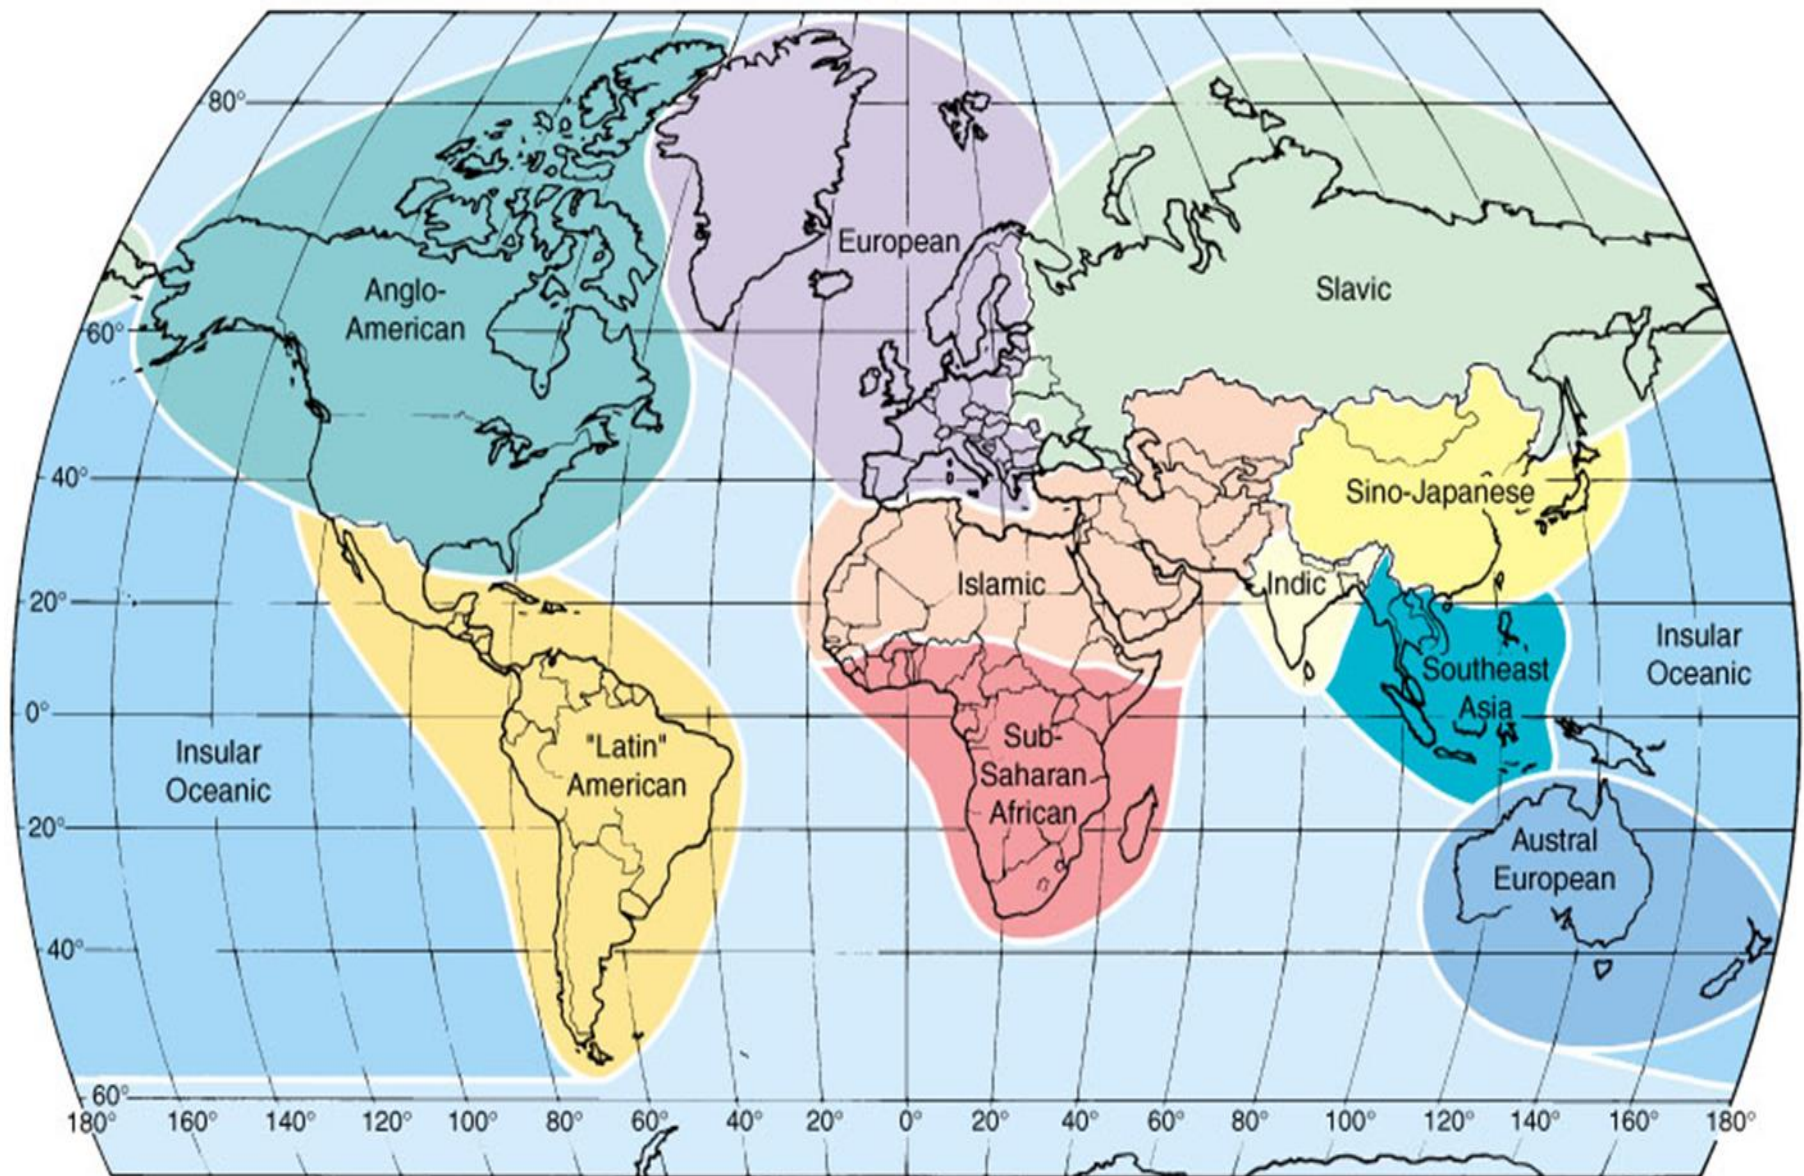 80°
European
Anglo-
American
Slavic
60°
40°
Sino-Japanese
Islamic
Indic
20°
Insular
Oceanic
Southeast
Asia
0°
Insular
Oceanic
"Latin"
American
Sub-
Saharan
African
20°
Austral
European
40°
60°
180° 160° 140° 120° 100° 80° 60° 40° 20° 0° 20° 40° 60° 80° 100° 120° 140° 160° 180°